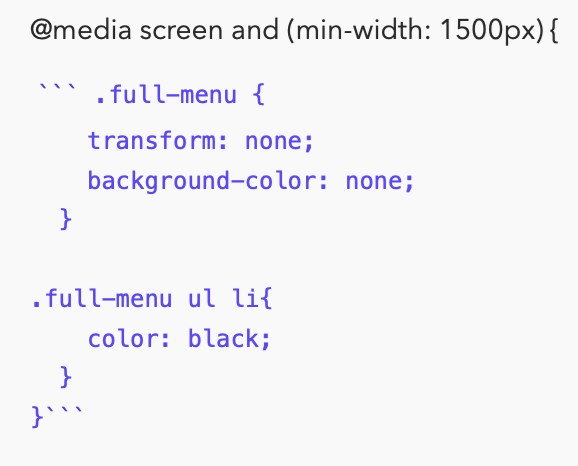 @media screen and (min-width: 1500px){
``` .full-menu {
    transform: none;
    background-color: none;
  }
.full-menu ul li{
    color: black;
  }
}```